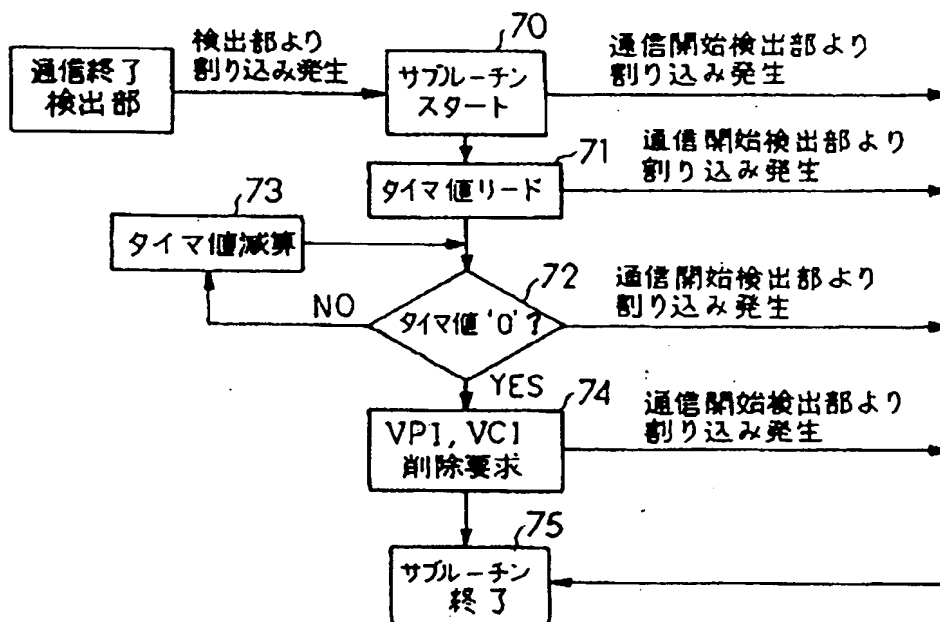 通信終了
検出部
検出部より
割り込み発生
70
サブルーチン
スタート
通信開始検出部より
割り込み発生
71
タイマ値リード
通信開始検出部より
割り込み発生
73
タイマ値減算
72
タイマ値'0'?
NO
YES
通信開始検出部より
割り込み発生
74
VPI, VCI
削除要求
通信開始検出部より
割り込み発生
75
サブルーチン
終了